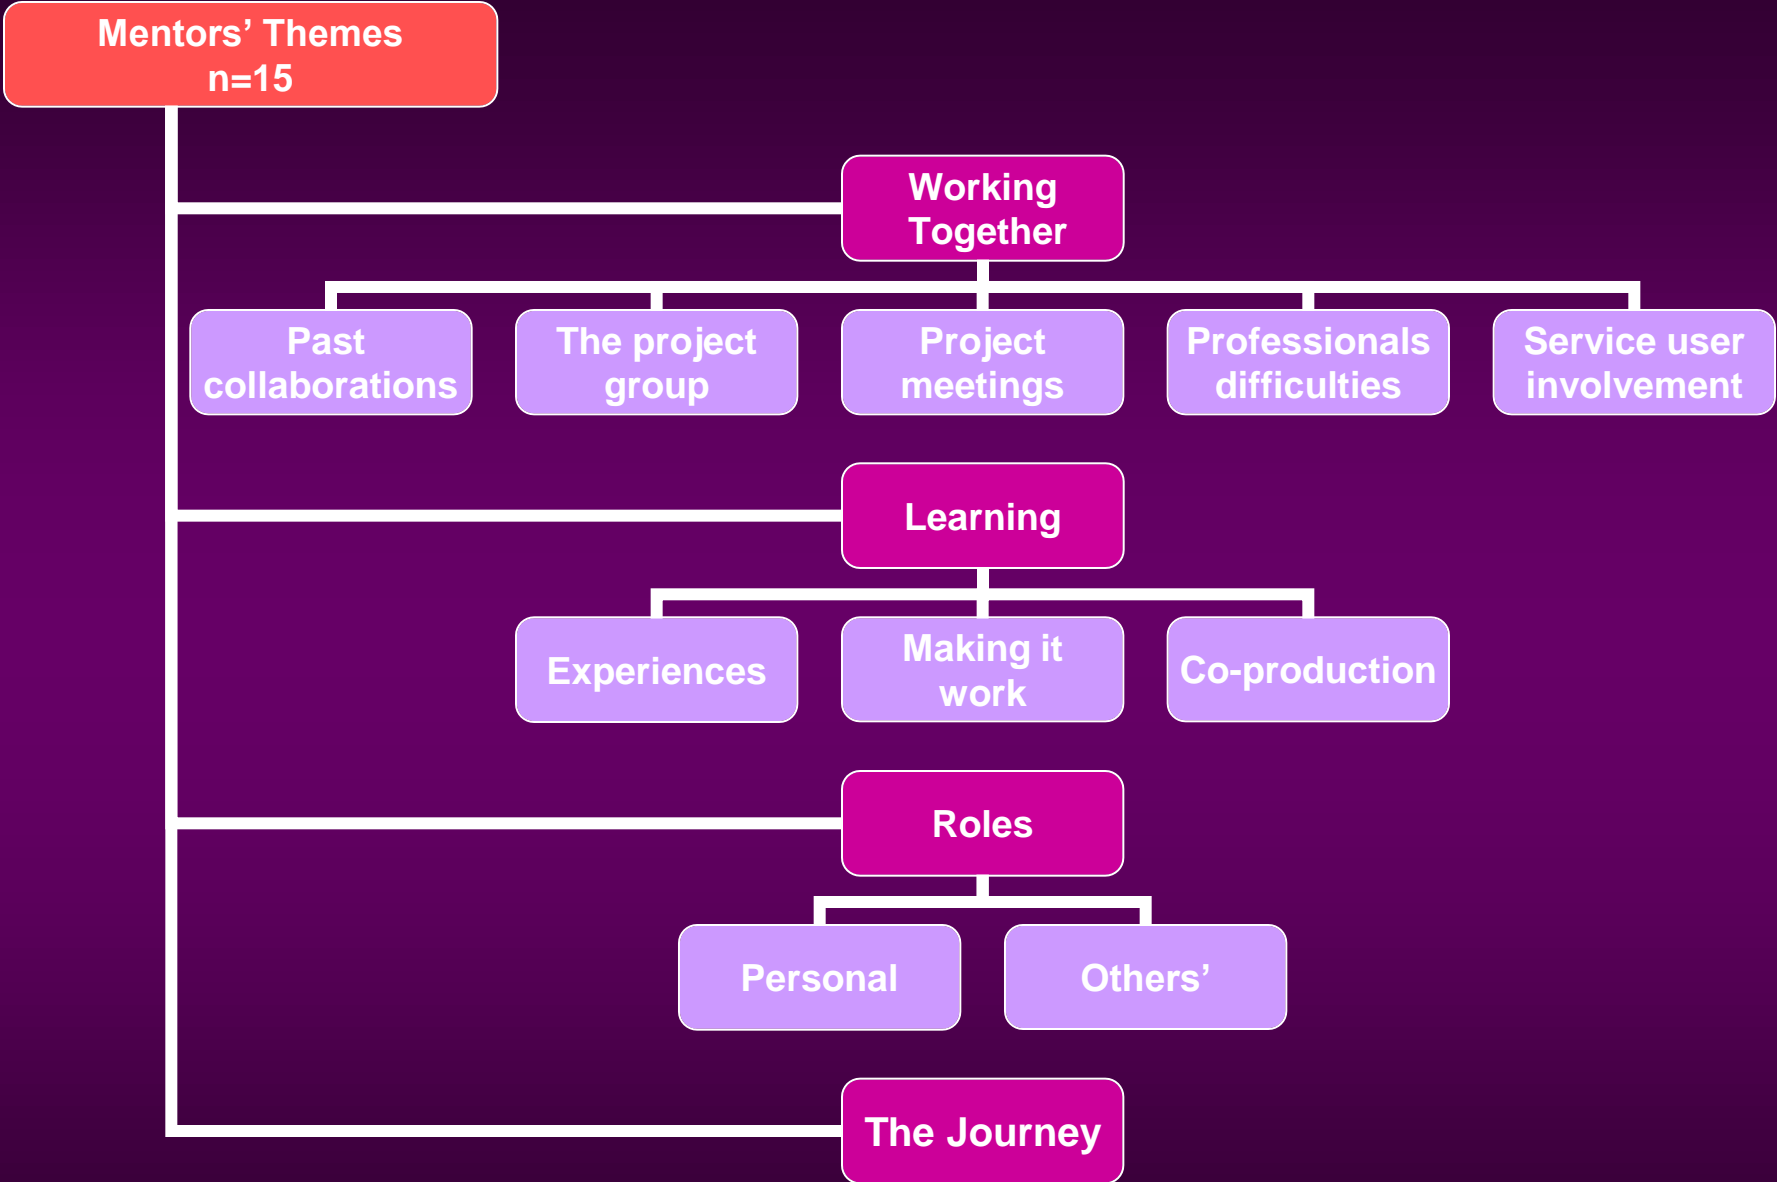 Mentors’ Themes
n=15
Working
Together
Past
collaborations
The project
group
Project
meetings
Professionals
difficulties
Service user
involvement
Learning
Experiences
Making it
work
Co-production
Roles
Personal
Others’
The Journey